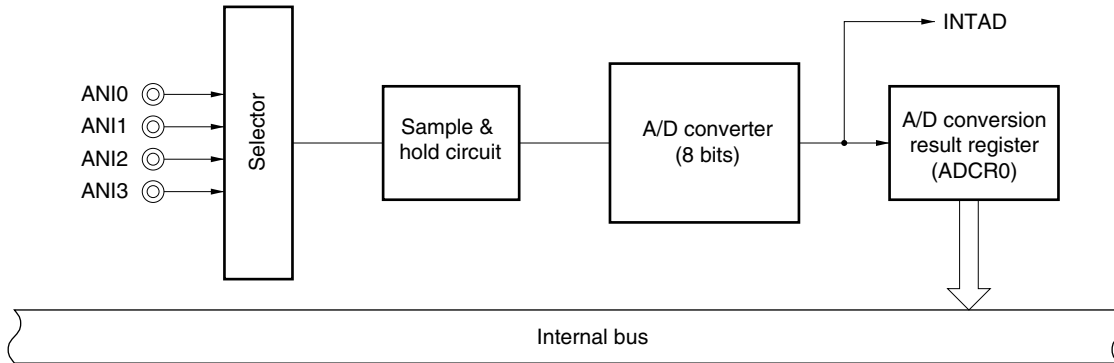 INTAD
ANI0
ANI1
ANI2
ANI3
Selector
Sample &
hold circuit
A/D converter
(8 bits)
A/D conversion
result register
(ADCR0)
Internal bus